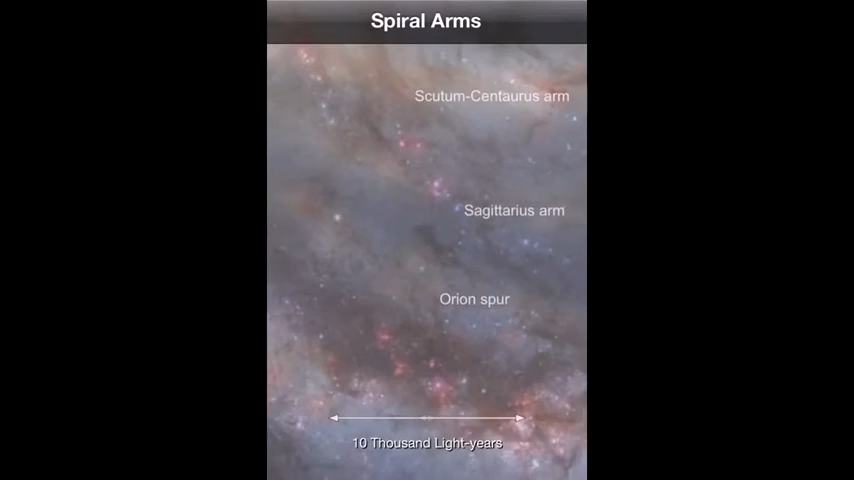 Spiral Arms
Scutum-Centaurus arm
Sagittarius arm
Orion spur
10 Thousand Light-years